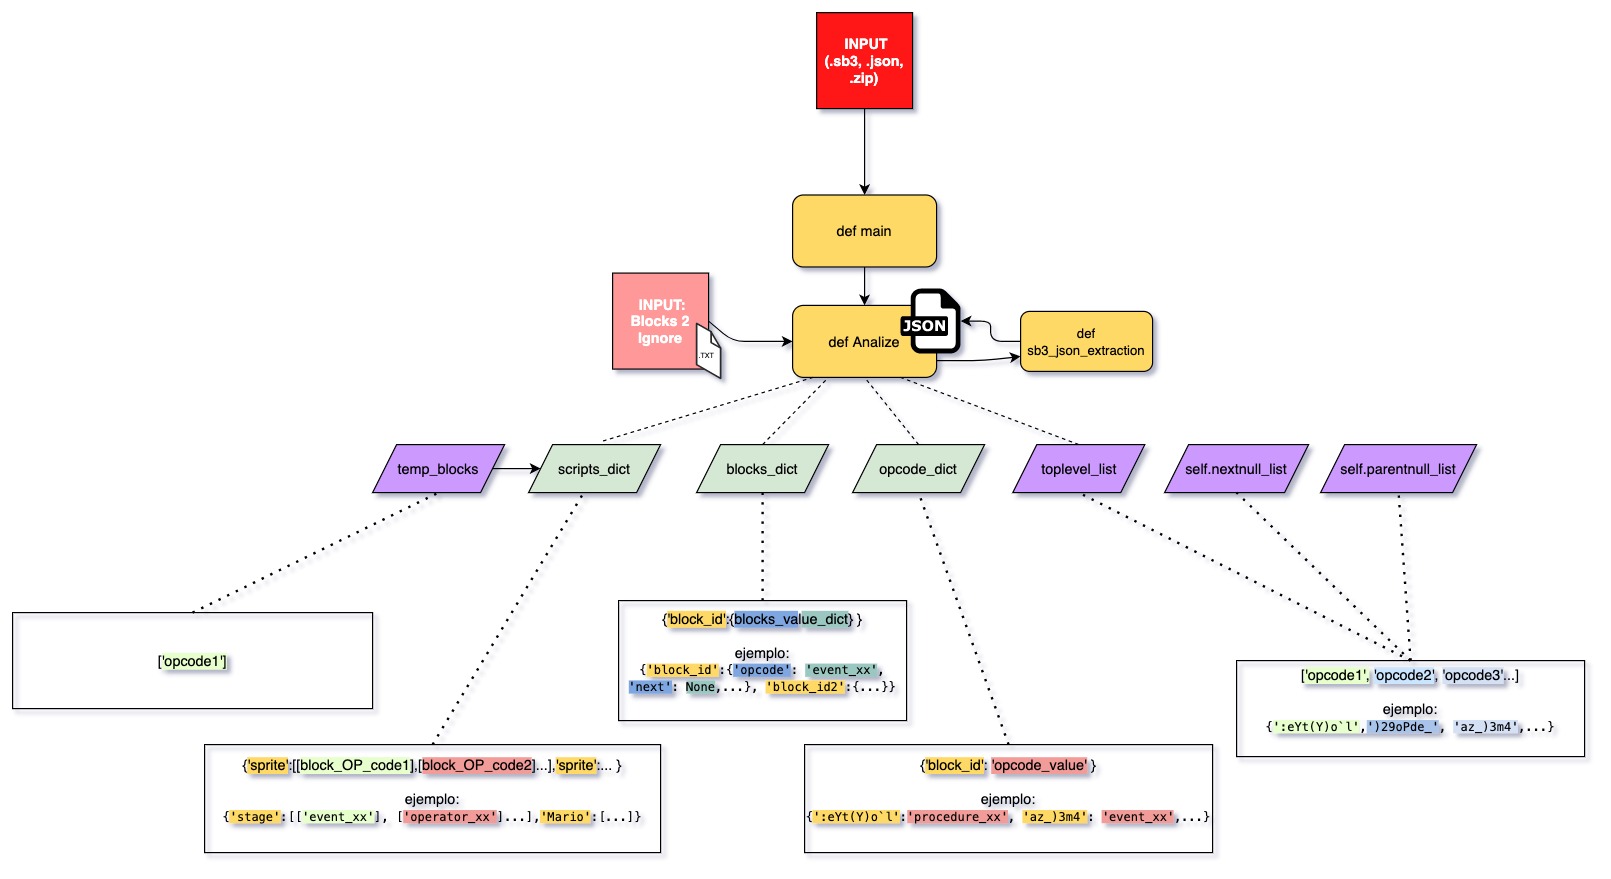 INPUT
(.sb3, .json,
.zip)
def main
INPUT:
Blocks 2
Ignore
.TXT
def Analize
JSON
def
sb3_json_extraction
temp_blocks
scripts_dict
blocks_dict
opcode_dict
toplevel_list
self.nextnull_list
self.parentnull_list
['opcode1']
{'block_id':{blocks_value_dict} }
ejemplo:
{'block_id':{'opcode': 'event_xx',
'next': None,...}, 'block_id2':{...}}
['opcode1', 'opcode2', 'opcode3'...]
ejemplo:
{':eYt(Y)o`l',')29oPde_', 'az_)3m4',...}
{'sprite':[[block_OP_code1],[block_OP_code2]...],'sprite':... }
ejemplo:
{'stage':[['event_xx'], ['operator_xx']...],'Mario':[...]}
{'block_id': 'opcode_value' }
ejemplo:
{':eYt(Y)o`l':'procedure_xx', 'az_)3m4': 'event_xx',...}